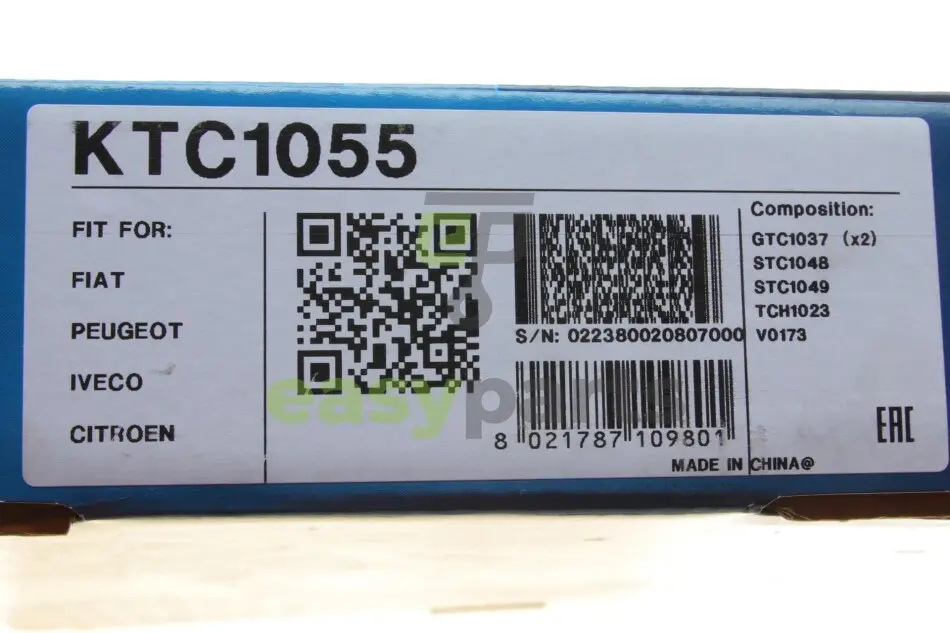 KTC1055
FIT FOR:
FIAT
PEUGEOT
IVECO
CITROEN
S/N: 022380020807000
8 021787 109801
Composition:
GTC1037 (x2)
STC1048
STC1049
TCH1023
V0173
EAC
MADE IN CHINA@
easyparts